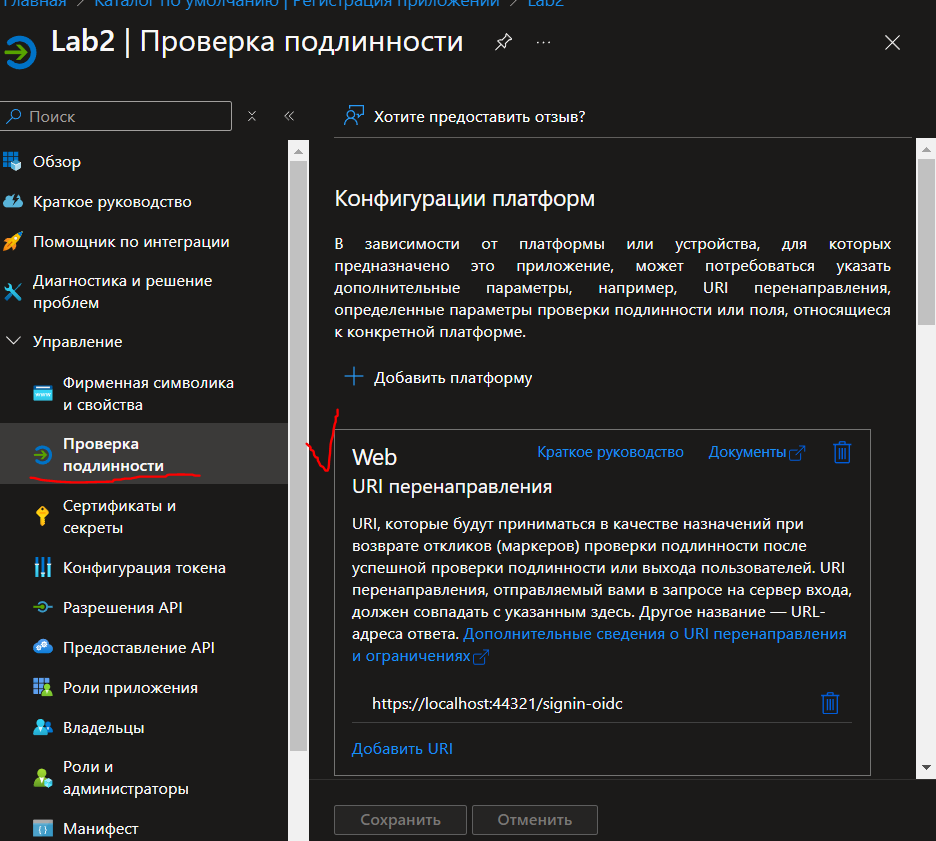 Главная > Каталог по умолчанию | Регистрация приложений > Lab2
Lab2 | Проверка подлинности
Поиск
Хотите предоставить отзыв?
Обзор
Краткое руководство
Помощник по интеграции
Диагностика и решение
проблем
Управление
Фирменная символика
и свойства
Проверка
подлинности
Сертификаты и
секреты
Конфигурация токена
Разрешения API
Предоставление API
Роли приложения
Владельцы
Роли и
администраторы
Манифест
Конфигурации платформ
В зависимости от платформы или устройства, для которых
предназначено это приложение, может потребоваться указать
дополнительные параметры, например, URI перенаправления,
определенные параметры проверки подлинности или поля, относящиеся
к конкретной платформе.
Добавить платформу
Web
Краткое руководство
Документы
URI перенаправления
URI, которые будут приниматься в качестве назначений при
возврате откликов (маркеров) проверки подлинности после
успешной проверки подлинности или выхода пользователей. URI
перенаправления, отправляемый вами в запросе на сервер входа,
должен совпадать с указанным здесь. Другое название — URL-
адреса ответа. Дополнительные сведения о URI перенаправления
и ограничениях
https://localhost:44321/signin-oidc
Добавить URI
Сохранить
Отменить